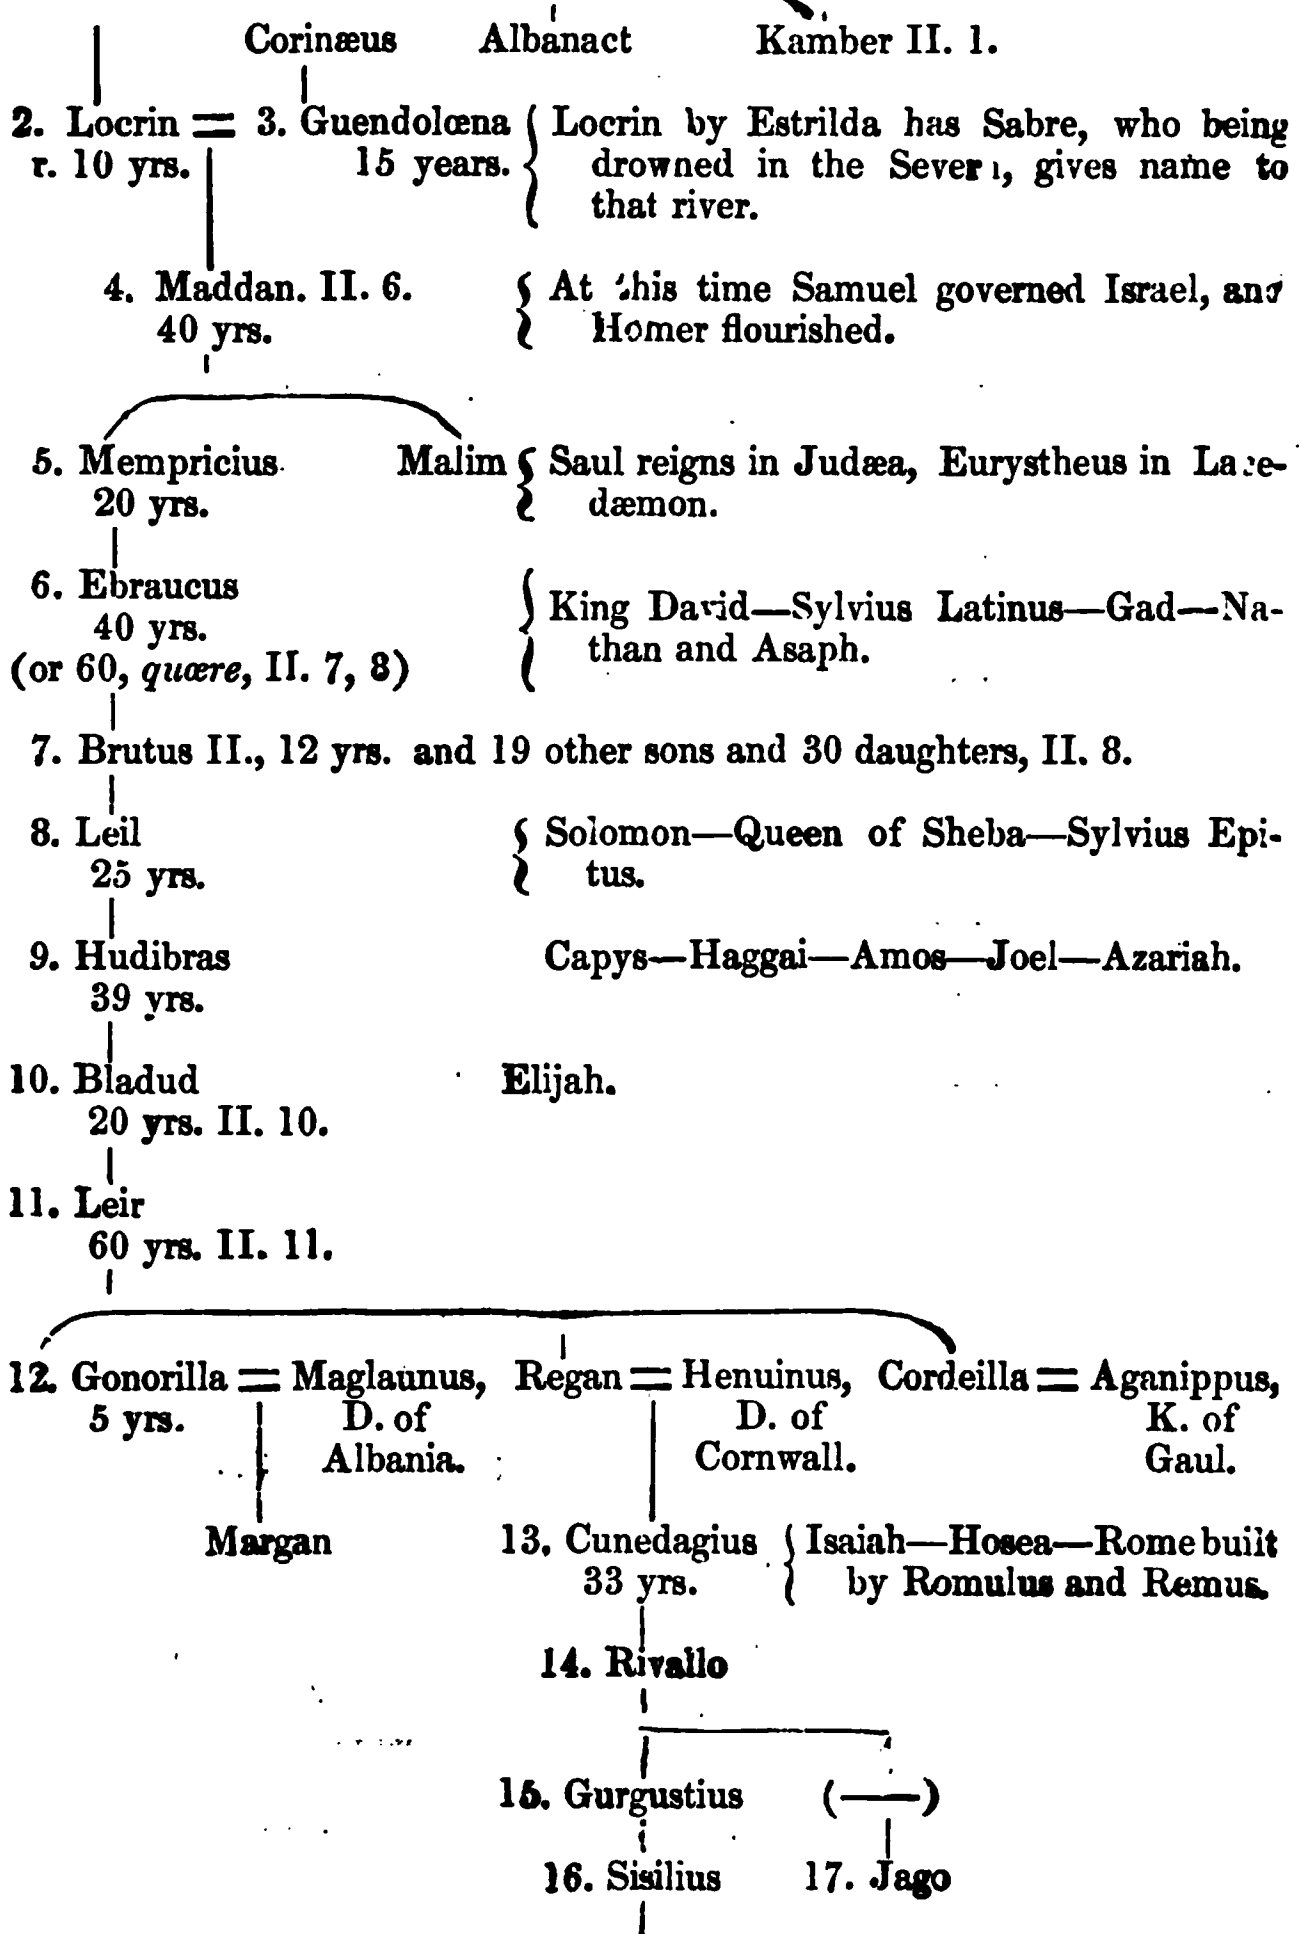 Corinæus Albanact Kamber II. 1.
2. Locrin = 3. Guendolœna { Locrin by Estrilda has Sabre, who being
r. 10 yrs. 15 years. drowned in the Severn, gives name to
that river.
4. Maddan. II. 6. { At this time Samuel governed Israel, and
40 yrs. Homer flourished.
5. Mempricius Malim { Saul reigns in Judæa, Eurystheus in Lace-
20 yrs. dæmon.
6. Ebraucus
40 yrs. { King David—Sylvius Latinus—Gad—Na-
(or 60, quære, II. 7, 8) than and Asaph.
7. Brutus II., 12 yrs. and 19 other sons and 30 daughters, II. 8.
8. Leil { Solomon—Queen of Sheba—Sylvius Epi-
25 yrs. tus.
9. Hudibras Capys—Haggai—Amos—Joel—Azariah.
39 yrs.
10. Bladud Elijah.
20 yrs. II. 10.
11. Leir
60 yrs. II. 11.
12. Gonorilla = Maglaunus, Regan = Henuinus, Cordeilla = Aganippus,
5 yrs. D. of D. of K. of
Albania. Cornwall. Gaul.
Margan 13. Cunedagius { Isaiah—Hosea—Rome built
33 yrs. by Romulus and Remus.
14. Rivallo
15. Gurgustius (——)
16. Sisilius 17. Jago